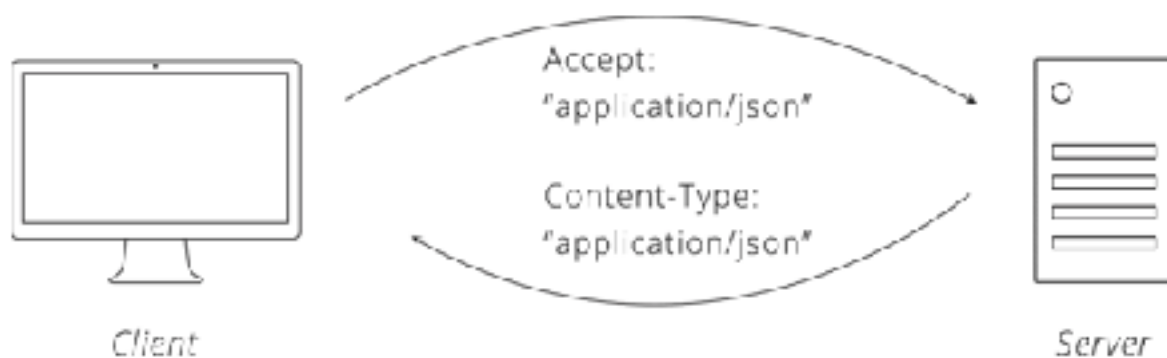 Accept:
"application/json"
Content-Type:
"application/json"
Client
Server